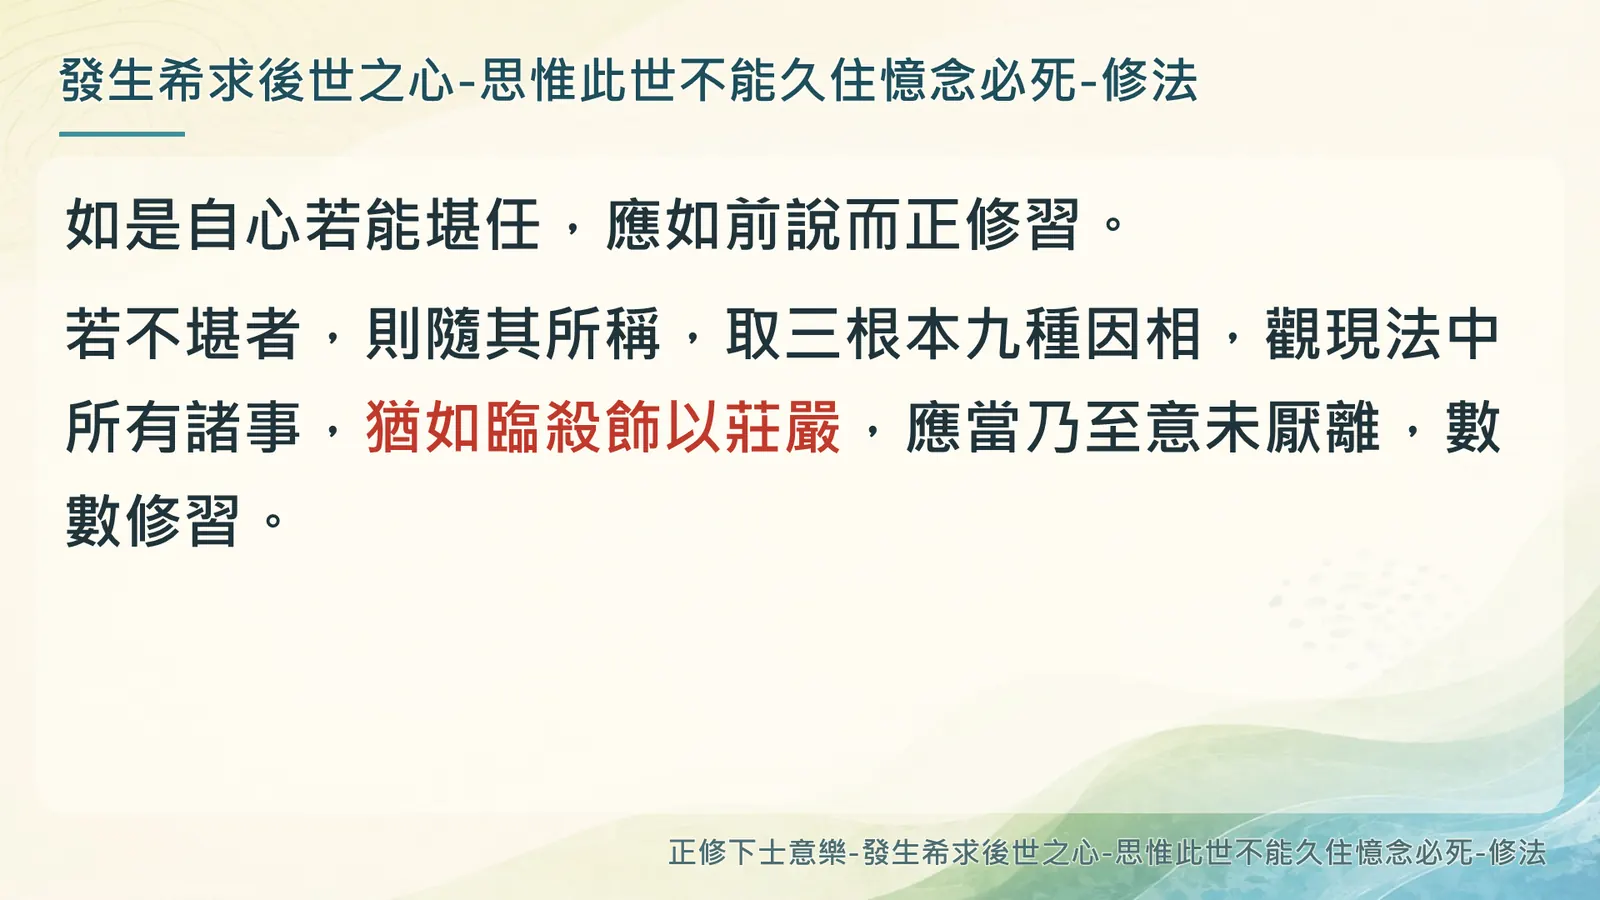 發生希求後世之心-思惟此世不能久住憶念必死-修法
如是自心若能堪任，應如前說而正修習。
若不堪者，則隨其所稱，取三根本九種因相，觀現法中
所有諸事，猶如臨殺飾以莊嚴，應當乃至意未厭離，數
數修習。
正修下士意樂-發生希求後世之心-思惟此世不能久住憶念必死-修法